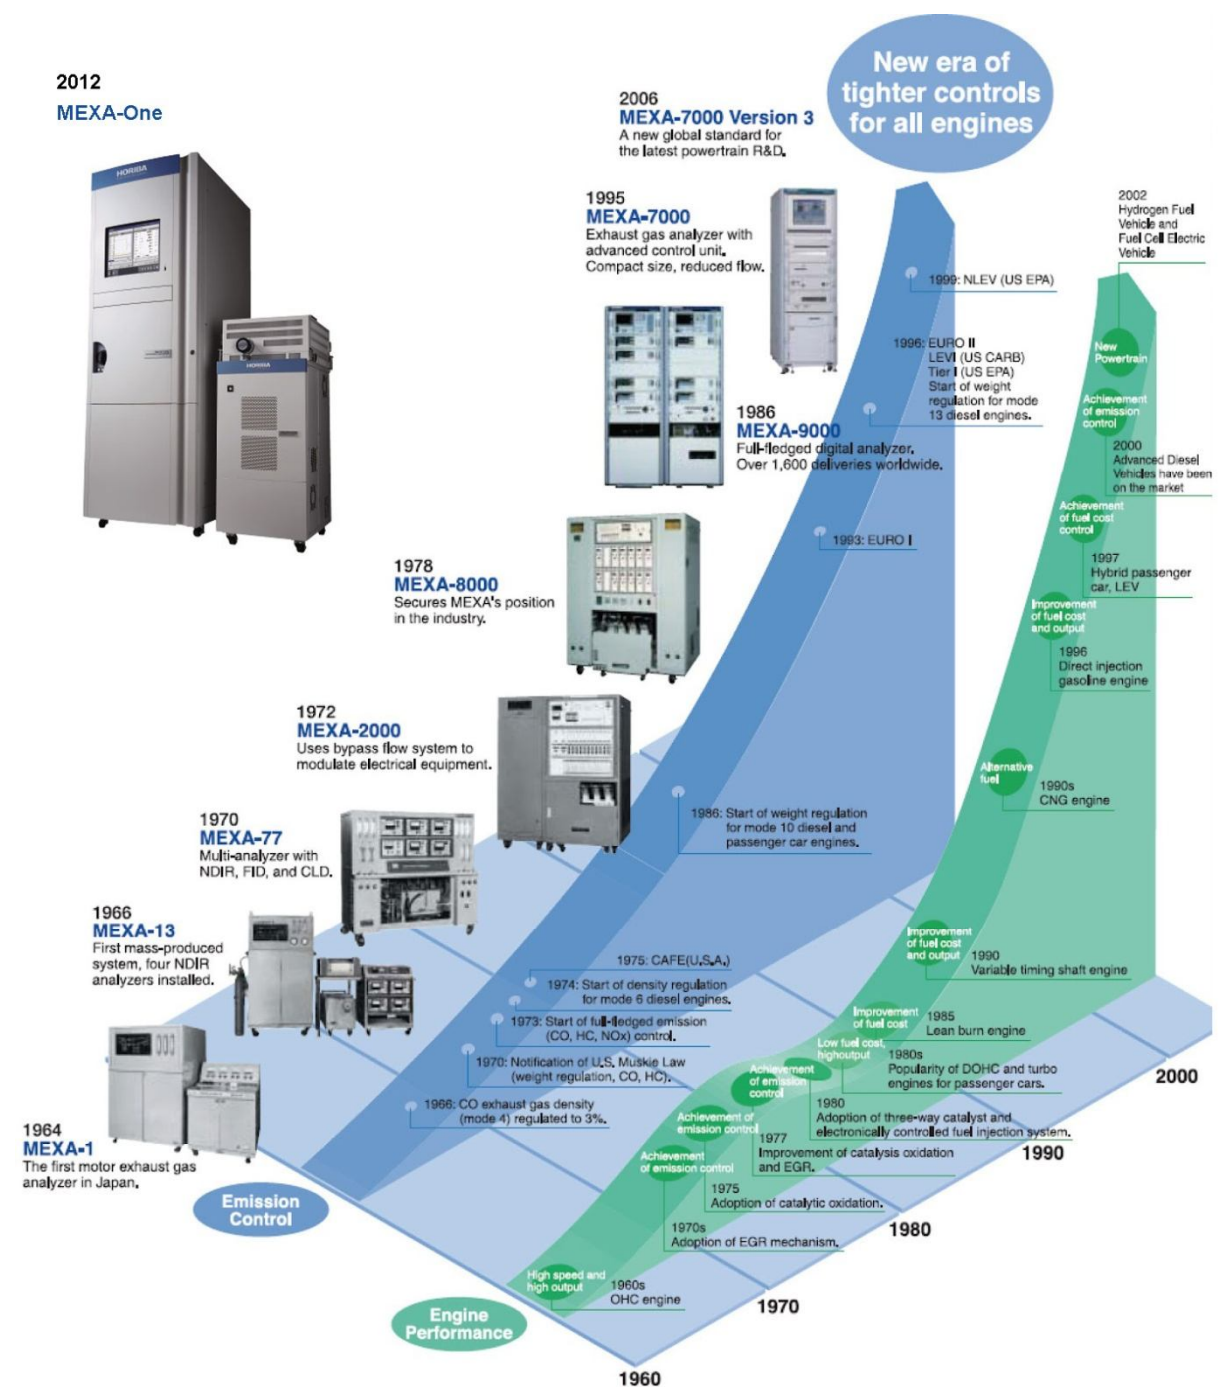 2012
MEXA-One
HORIBA
HORIBA
New era of
tighter controls
for all engines
2006
MEXA-7000 Version 3
A new global standard for
the latest powertrain R&D.
1995
MEXA-7000
Exhaust gas analyzer with
advanced control unit.
Compact size, reduced flow.
1986
MEXA-9000
Full-fledged digital analyzer.
Over 1,600 deliveries worldwide.
1978
MEXA-8000
Secures MEXA's position
in the industry.
1972
MEXA-2000
Uses bypass flow system to
modulate electrical equipment.
1970
MEXA-77
Multi-analyzer with
NDIR, FID, and CLD.
1966
MEXA-13
First mass-produced
system, four NDIR
analyzers installed.
1964
MEXA-1
The first motor exhaust gas
analyzer in Japan.
1999: NLEV (US EPA)
1996: EURO II
LEVI (US CARB)
Tier I (US EPA)
Start of weight
regulation for mode
13 diesel engines.
1993: EURO I
1986: Start of weight regulation
for mode 10 diesel and
passenger car engines.
1975: CAFE(U.S.A.)
1974: Start of density regulation
for mode 6 diesel engines.
1973: Start of full-fledged emission
(CO, HC, NOx) control.
1970: Notification of U.S. Muskie Law
(weight regulation, CO, HC).
1966: CO exhaust gas density
(mode 4) regulated to 3%.
Emission
Control
2002
Hydrogen Fuel
Vehicle and
Fuel Cell Electric
Vehicle
New
Powertrain
Achievement
of emission
control
2000
Advanced Diesel
Vehicles have been
on the market
Achievement
of fuel cost
control
1997
Hybrid passenger
car, LEV
Improvement
of fuel cost
and output
1996
Direct injection
gasoline engine
Alternative
fuel
1990s
CNG engine
Improvement
of fuel cost
and output
1990
Variable timing shaft engine
Improvement
of fuel cost
1985
Lean burn engine
Low fuel cost,
highoutput
1980s
Popularity of DOHC and turbo
engines for passenger cars.
Achievement
of emission
control
1980
Adoption of three-way catalyst and
electronically controlled fuel injection system.
Achievement of
emission control
1977
Improvement of catalysis oxidation
and EGR.
Achievement
of emission control
1975
Adoption of catalytic oxidation.
1970s
Adoption of EGR mechanism.
High speed and
high output
1960s
OHC engine
Engine
Performance
2000
1990
1980
1970
1960